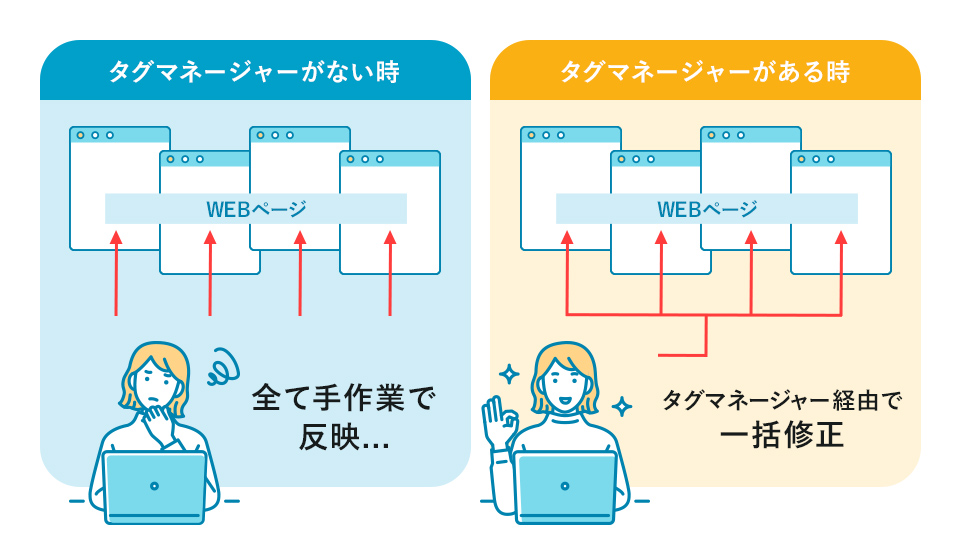 タグマネージャーがない時
WEBページ
全て手作業で
反映...
タグマネージャーがある時
WEBページ
タグマネージャー経由で
一括修正